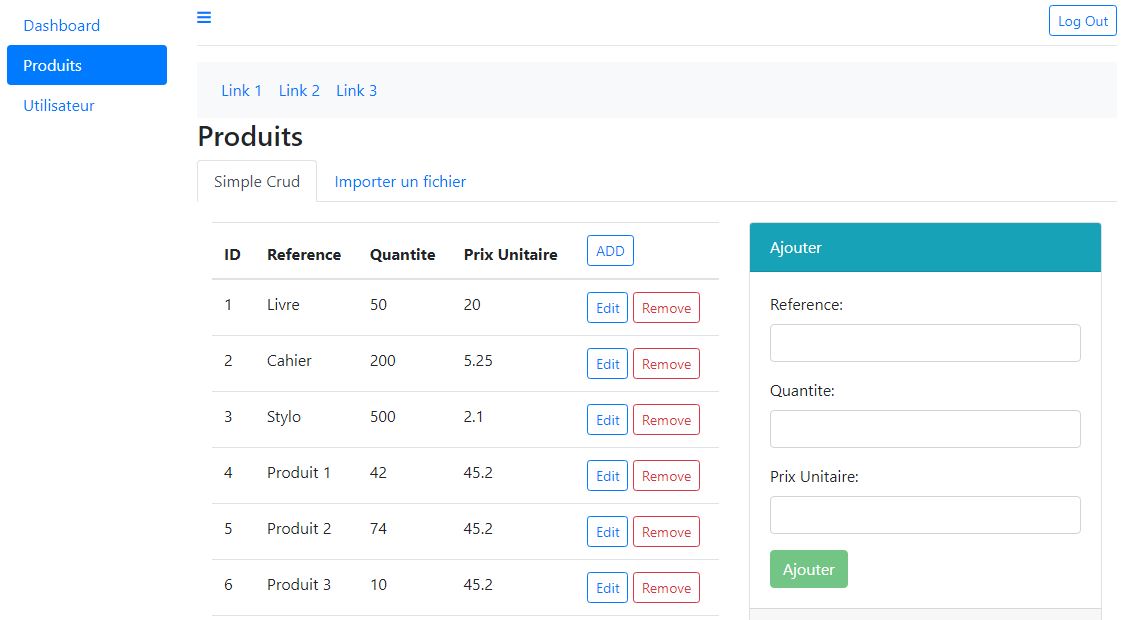 Dashboard
Produits
Utilisateur
Log Out
Link 1 Link 2 Link 3
Produits
Simple Crud Importer un fichier
ID Reference Quantite Prix Unitaire ADD
1 Livre 50 20 Edit Remove
2 Cahier 200 5.25 Edit Remove
3 Stylo 500 2.1 Edit Remove
4 Produit 1 42 45.2 Edit Remove
5 Produit 2 74 45.2 Edit Remove
6 Produit 3 10 45.2 Edit Remove
Ajouter
Reference:
Quantite:
Prix Unitaire:
Ajouter